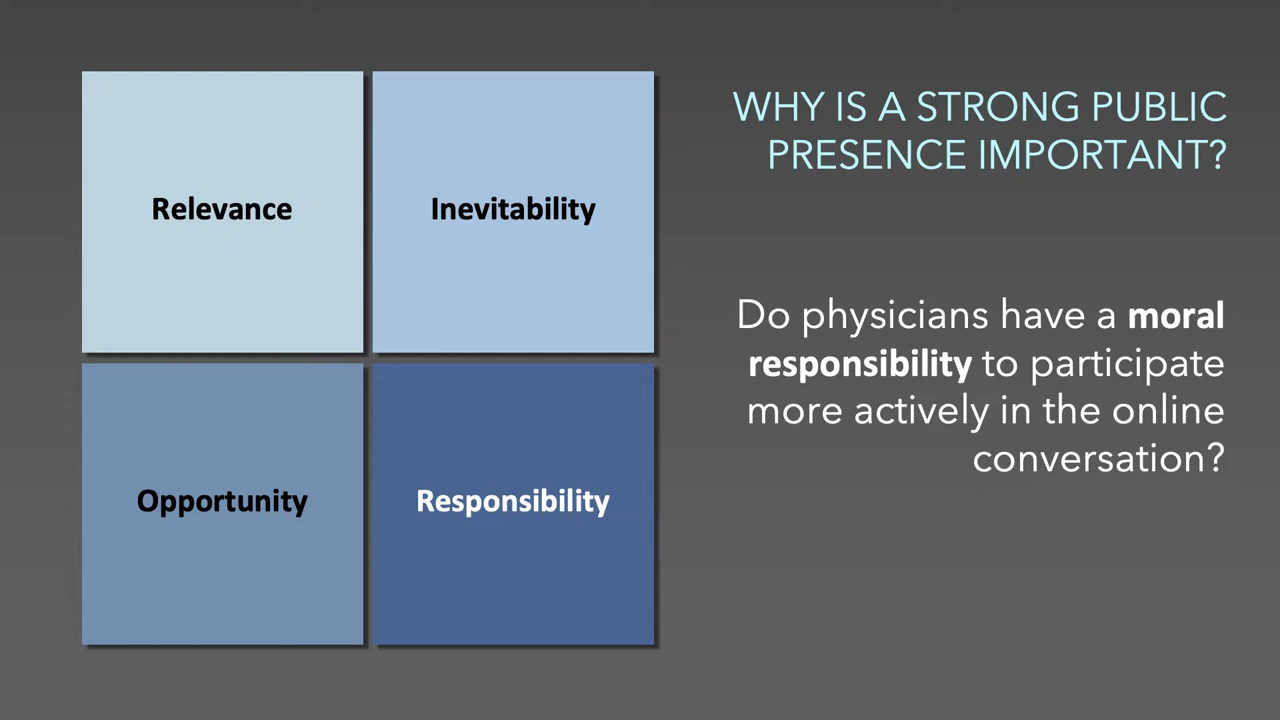 Relevance
Inevitability
Opportunity
Responsibility
WHY IS A STRONG PUBLIC
PRESENCE IMPORTANT?
Do physicians have a moral
responsibility to participate
more actively in the online
conversation?